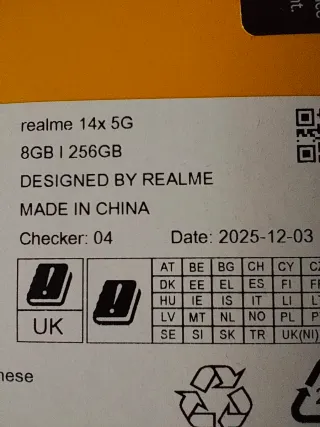 realme 14x 5G
8GB | 256GB
DESIGNED BY REALME
MADE IN CHINA
Checker: 04 Date: 2025-12-03
AT BE BG CH CY
DK EE EL ES FI
HU IE IS IT LI
LV MT NL NO PL
SE SI SK TR UK(NI)
UK